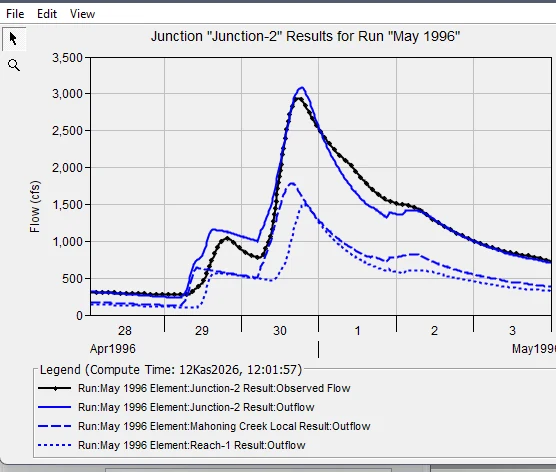 File Edit View
Junction "Junction-2" Results for Run "May 1996"
3,500
3,000
2,500
2,000
1,500
1,000
500
0
Flow (cfs)
28 29 30 1 2 3
Apr1996 May1996
Legend (Compute Time: 12Kas2026, 12:01:57)
Run:May 1996 Element:Junction-2 Result:Observed Flow
Run:May 1996 Element:Junction-2 Result:Outflow
Run:May 1996 Element:Mahoning Creek Local Result:Outflow
Run:May 1996 Element:Reach-1 Result:Outflow